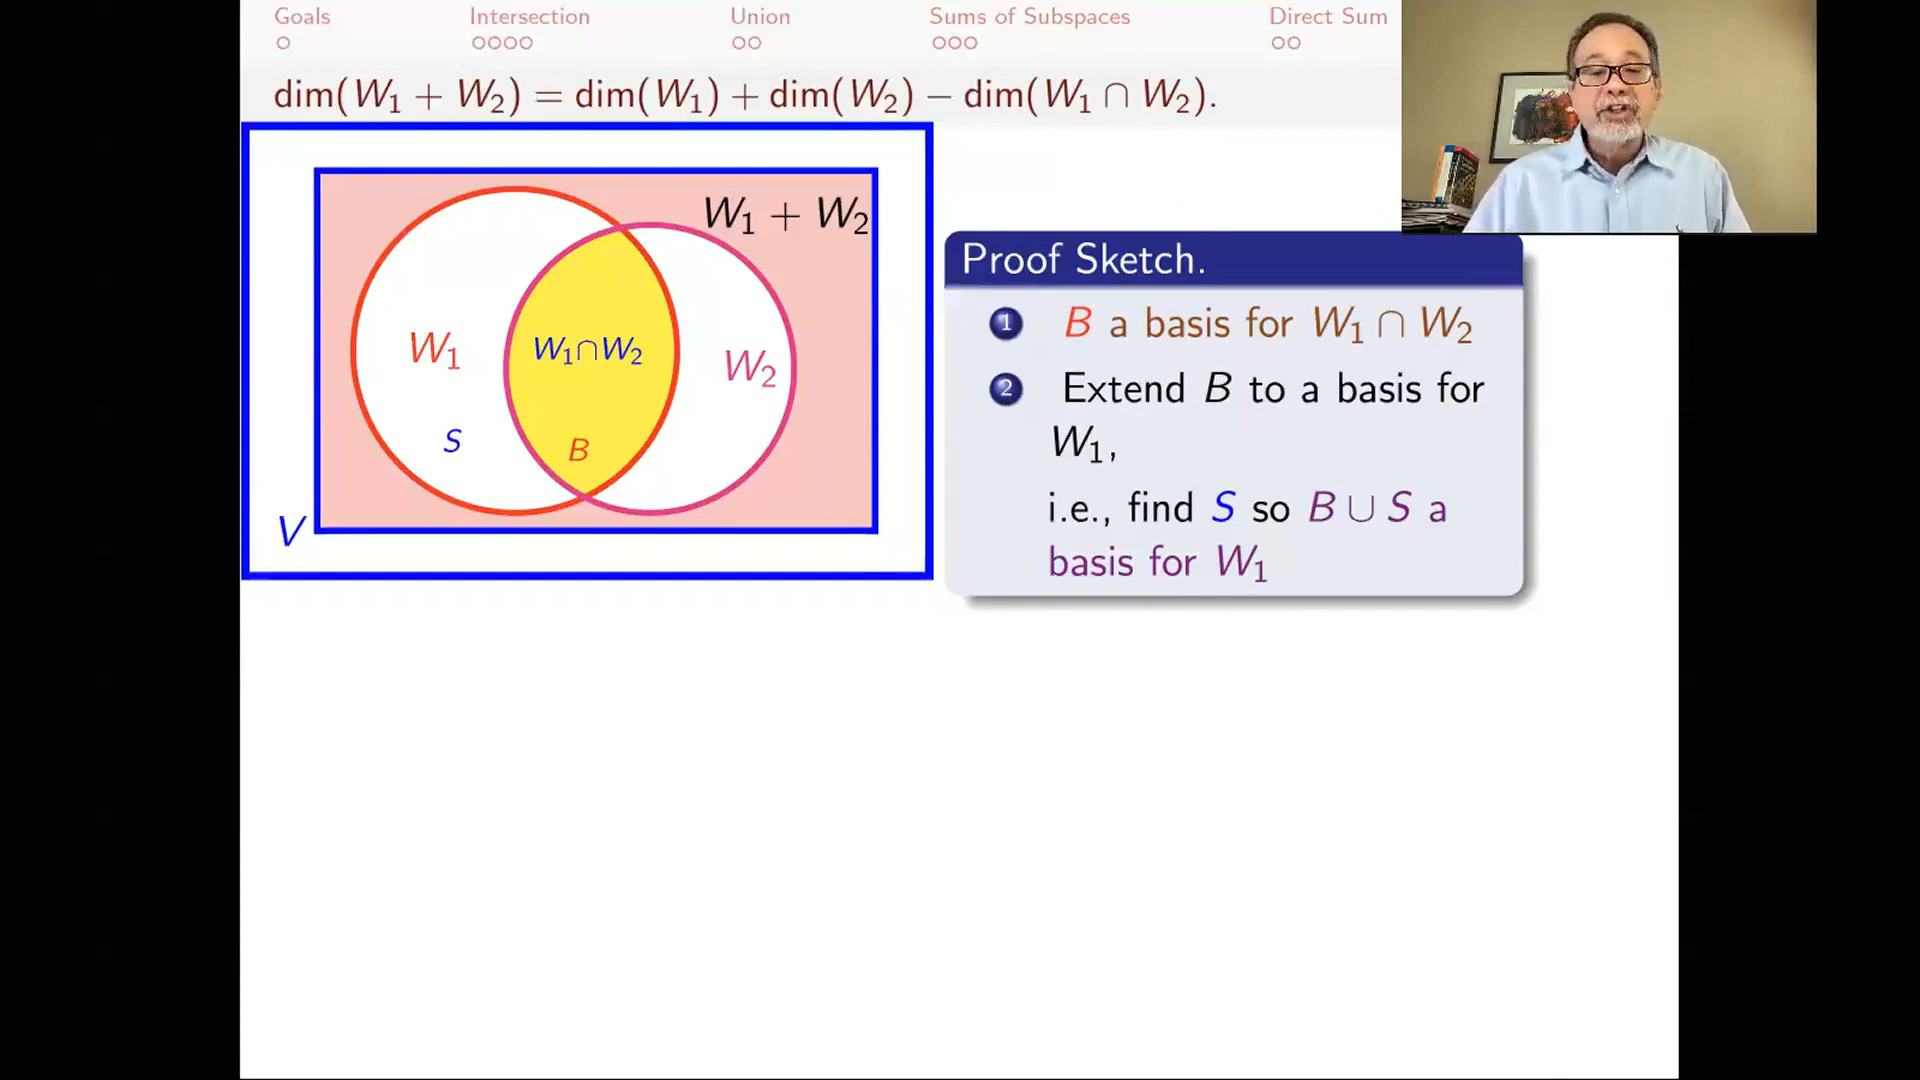 Goals Intersection Union Sums of Subspaces Direct Sum
dim(W₁ + W₂) = dim(W₁) + dim(W₂) − dim(W₁ ∩ W₂).
W₁ + W₂
W₁
W₁∩W₂
W₂
S
B
V
Proof Sketch.
1 B a basis for W₁ ∩ W₂
2 Extend B to a basis for
W₁,
i.e., find S so B ∪ S a
basis for W₁